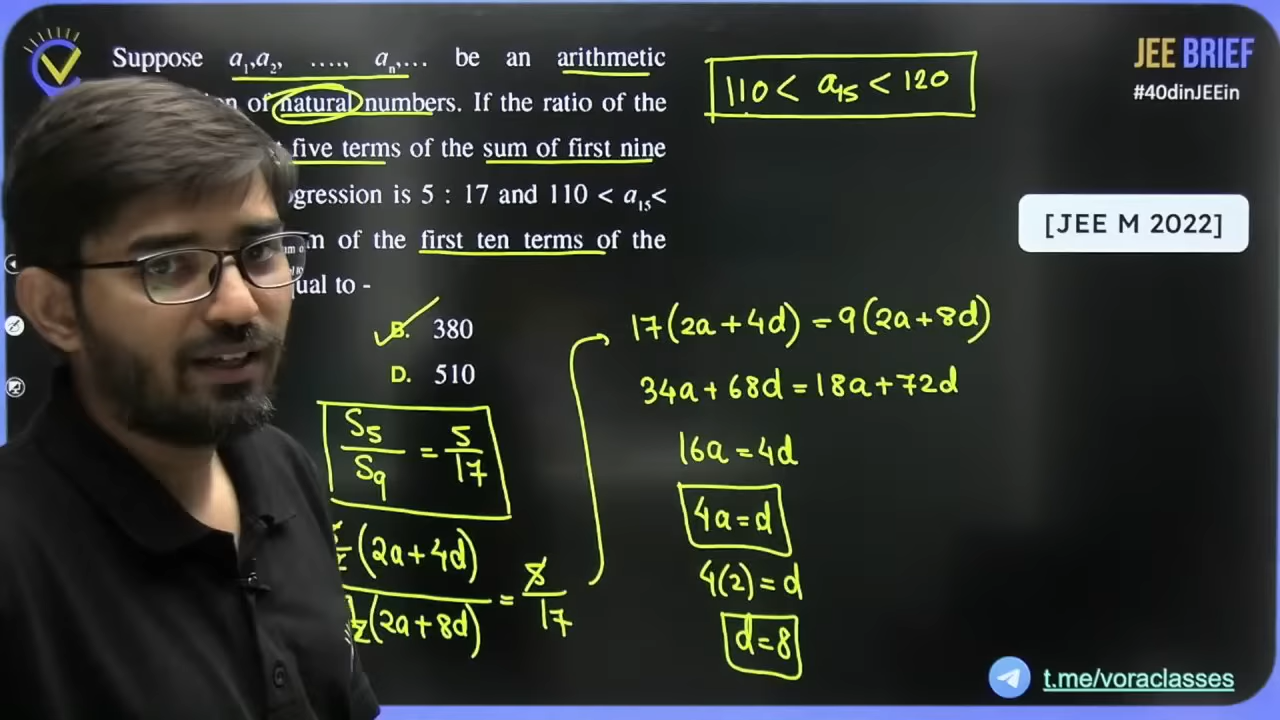 Suppose a₁,a₂, ...., aₙ,... be an arithmetic
of natural numbers. If the ratio of the
five terms of the sum of first nine
is 5 : 17 and 110 < a₁₅<
of the first ten terms of the
to -
B. 380
D. 510
S₅/S₉ = 5/17
(2a+4d)
(2a+8d) = 5/17
110 < a₁₅ < 120
17(2a+4d) = 9(2a+8d)
34a+68d = 18a+72d
16a = 4d
4a = d
4(2) = d
d = 8
JEE BRIEF
#40dinJEEin
[JEE M 2022]
t.me/voraclasses